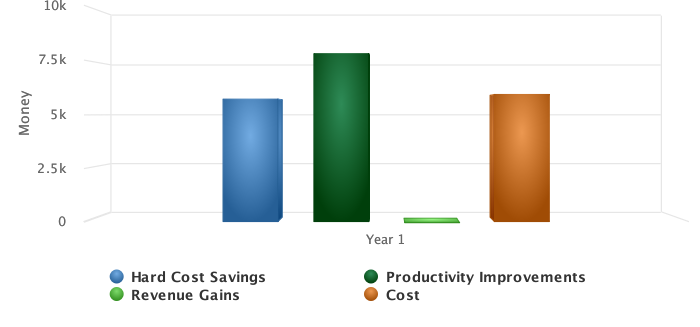 10k
7.5k
5k
2.5k
0
Money
Year 1
Hard Cost Savings
Productivity Improvements
Revenue Gains
Cost